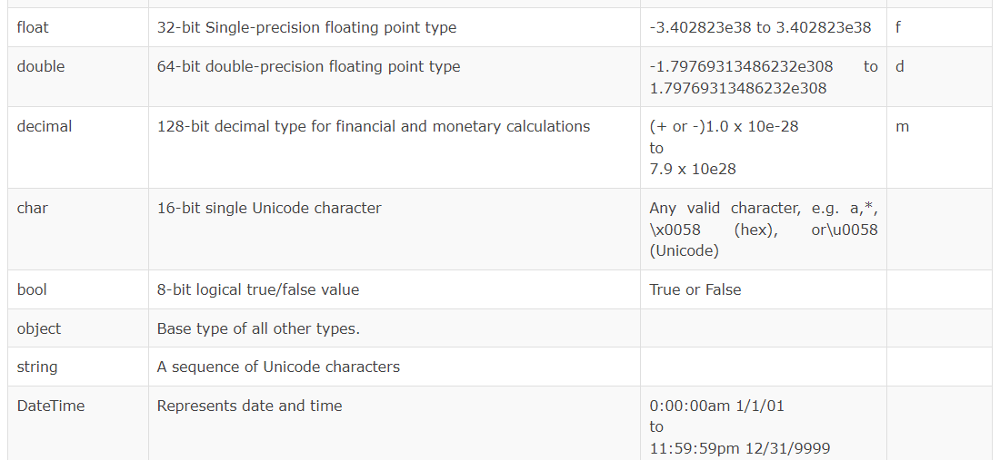 float 32-bit Single-precision floating point type -3.402823e38 to 3.402823e38 f
double 64-bit double-precision floating point type -1.79769313486232e308 to d
1.79769313486232e308
decimal 128-bit decimal type for financial and monetary calculations (+ or -)1.0 x 10e-28 m
to
7.9 x 10e28
char 16-bit single Unicode character Any valid character, e.g. a,*,
\x0058 (hex), or\u0058
(Unicode)
bool 8-bit logical true/false value True or False
object Base type of all other types.
string A sequence of Unicode characters
DateTime Represents date and time 0:00:00am 1/1/01
to
11:59:59pm 12/31/9999